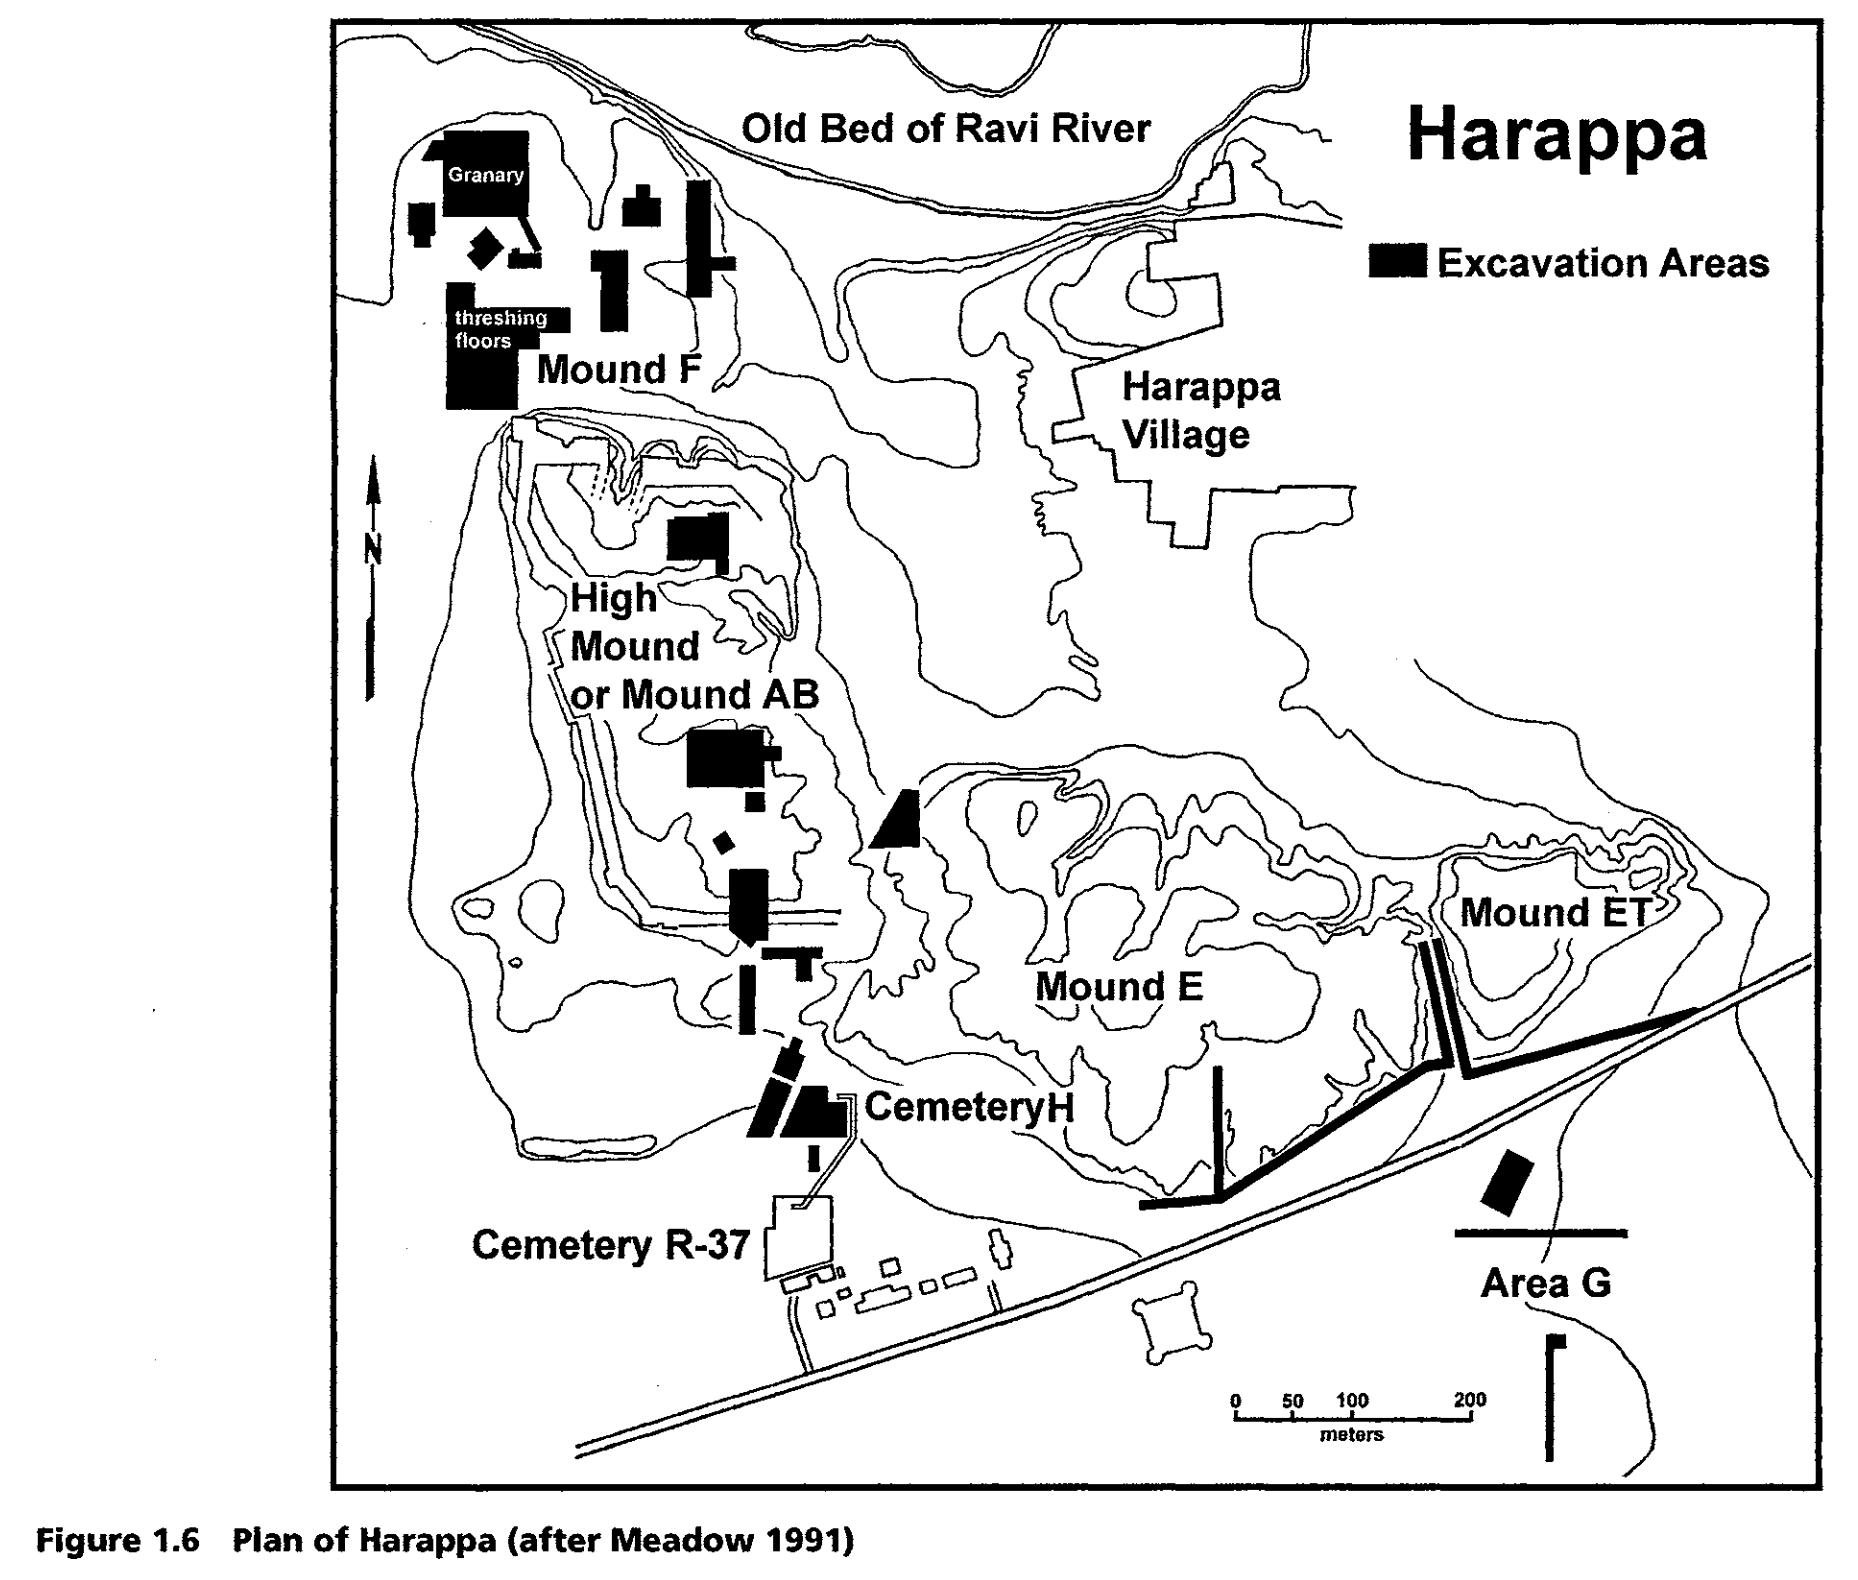 Old Bed of Ravi River
Harappa
Granary
Excavation Areas
threshing
floors
Mound F
Harappa
Village
N
High
Mound
or Mound AB
Mound ET
Mound E
CemeteryH
Cemetery R-37
Area G
0 50 100 200
meters
Figure 1.6 Plan of Harappa (after Meadow 1991)